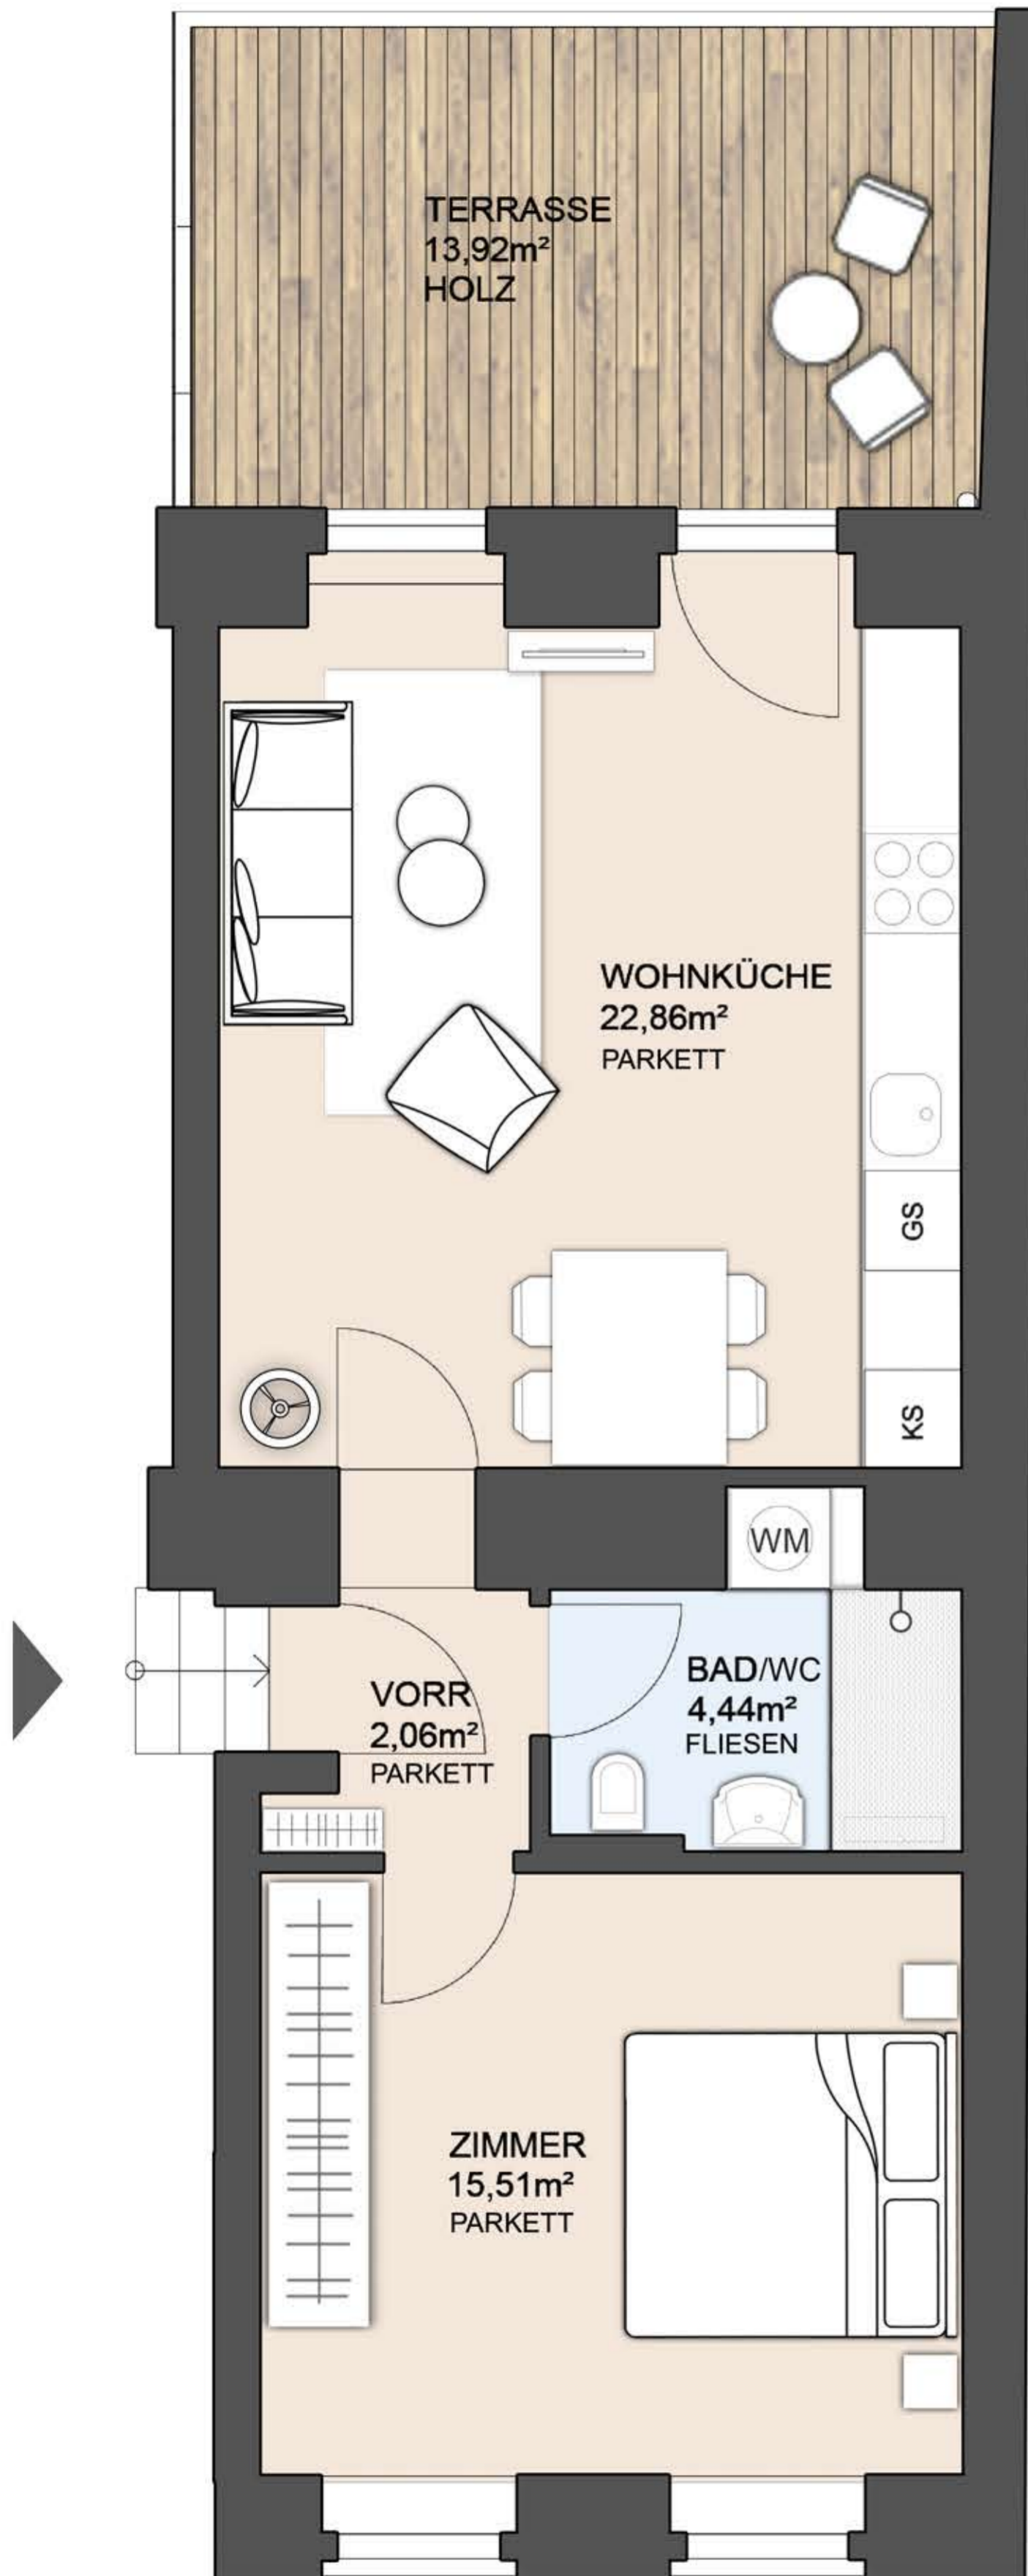 TERRASSE
13,92m²
HOLZ
WOHNKÜCHE
22,86m²
PARKETT
GS
KS
WM
VORR
2,06m²
PARKETT
BAD/WC
4,44m²
FLIESEN
ZIMMER
15,51m²
PARKETT